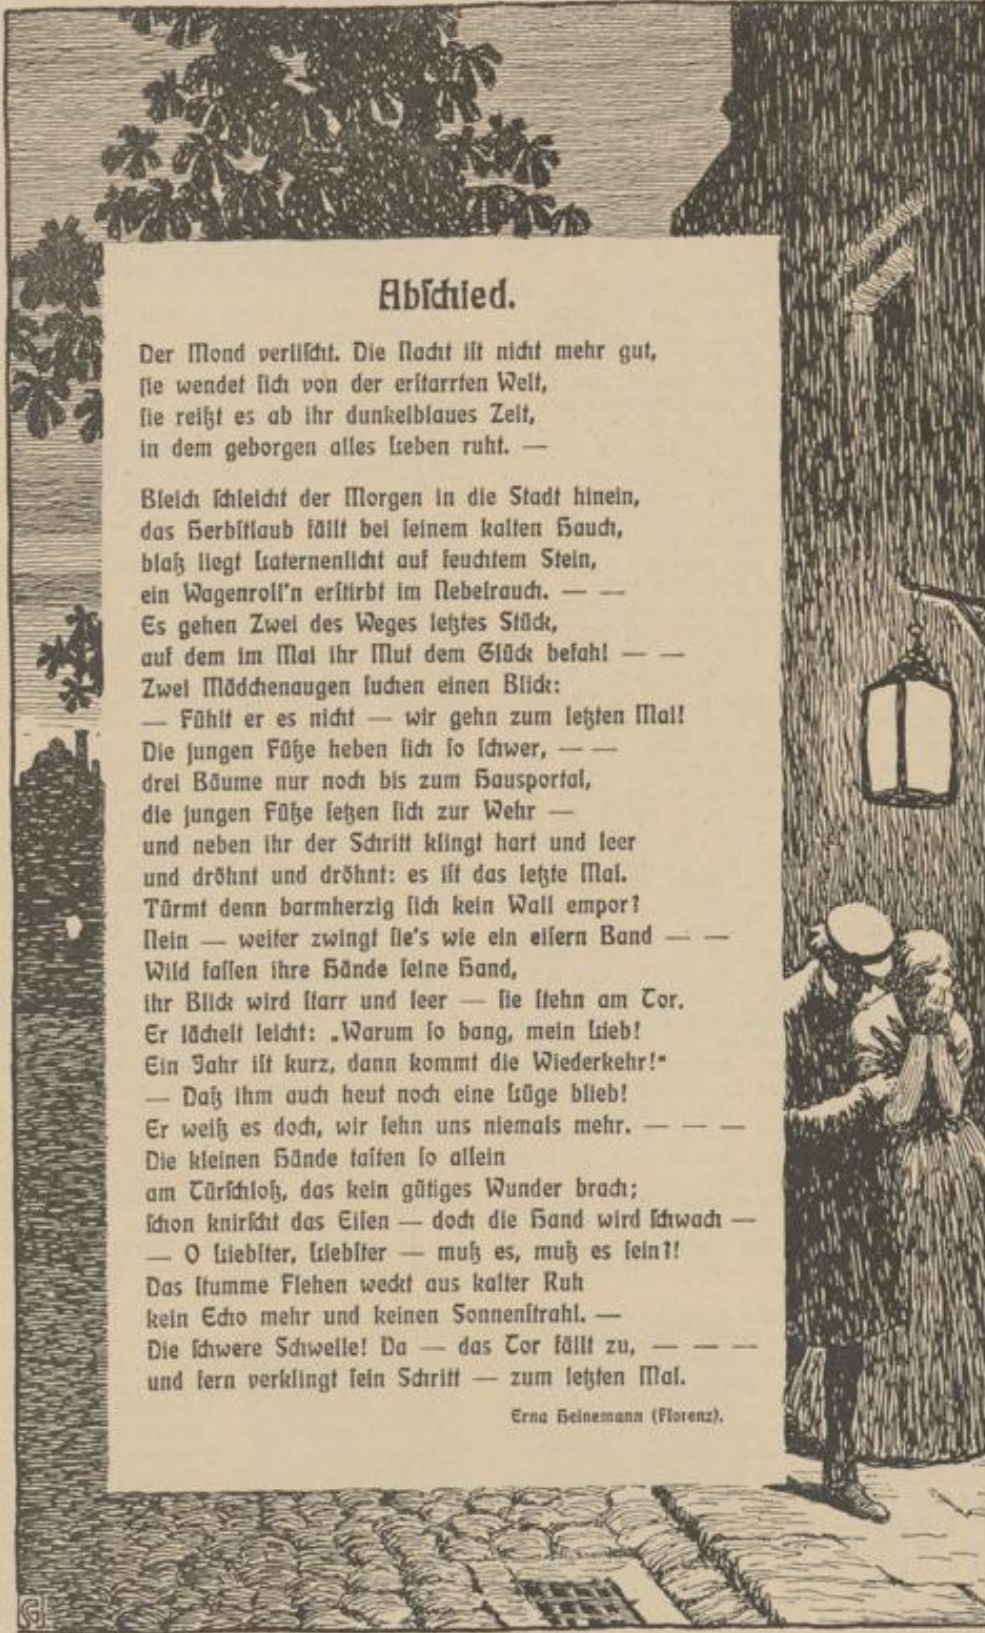 Abschied.
Der Mond verlischt. Die Nacht ist nicht mehr gut,
sie wendet sich von der erstarrten Welt,
sie reißt es ab ihr dunkelblaues Zelt,
in dem geborgen alles Leben ruht. —
Bleich schleicht der Morgen in die Stadt hinein,
das Herbstlaub fällt bei seinem kalten Hauch,
blaß liegt Laternenlicht auf feuchtem Stein,
ein Wagenroll'n erstirbt im Nebelrauch. — —
Es gehen Zwei des Weges letztes Stück,
auf dem im Mai ihr Mut dem Glück befahl — —
Zwei Mädchenaugen suchen einen Blick:
— Fühlt er es nicht — wir gehn zum letzten Mal!
Die jungen Füße heben sich so schwer, — —
drei Bäume nur noch bis zum Hausportal,
die jungen Füße setzen sich zur Wehr —
und neben ihr der Schritt klingt hart und leer
und dröhnt und dröhnt: es ist das letzte Mal.
Türmt denn barmherzig sich kein Wall empor?
Nein — weiter zwingt sie's wie ein eisern Band — —
Wild fassen ihre Hände seine Hand,
ihr Blick wird starr und leer — sie stehn am Tor.
Er lächelt leicht: „Warum so bang, mein Lieb!
Ein Jahr ist kurz, dann kommt die Wiederkehr!“
— Daß ihm auch heut noch eine Lüge blieb!
Er weiß es doch, wir sehn uns niemals mehr. — — —
Die kleinen Hände tasten so allein
am Türschloß, das kein gütiges Wunder brach;
schon knirscht das Eisen — doch die Hand wird schwach —
— O Liebster, Liebster — muß es, muß es sein?!
Das stumme Flehen weckt aus kalter Ruh
kein Echo mehr und keinen Sonnenstrahl. —
Die schwere Schwelle! Da — das Tor fällt zu, — — —
und fern verklingt sein Schritt — zum letzten Mal.
Erna Heinemann (Florenz).